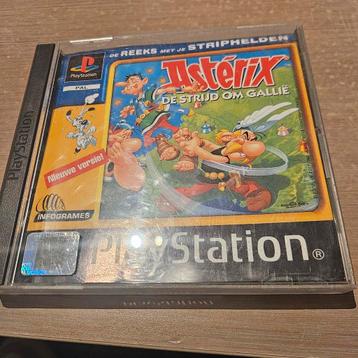 DE REEKS MET JE STRIPHELDEN
PlayStation
PAL
Astérix
DE STRIJD OM GALLIË
Nieuwe versie!
INFOGRAMES
PlayStation®
PlayStation